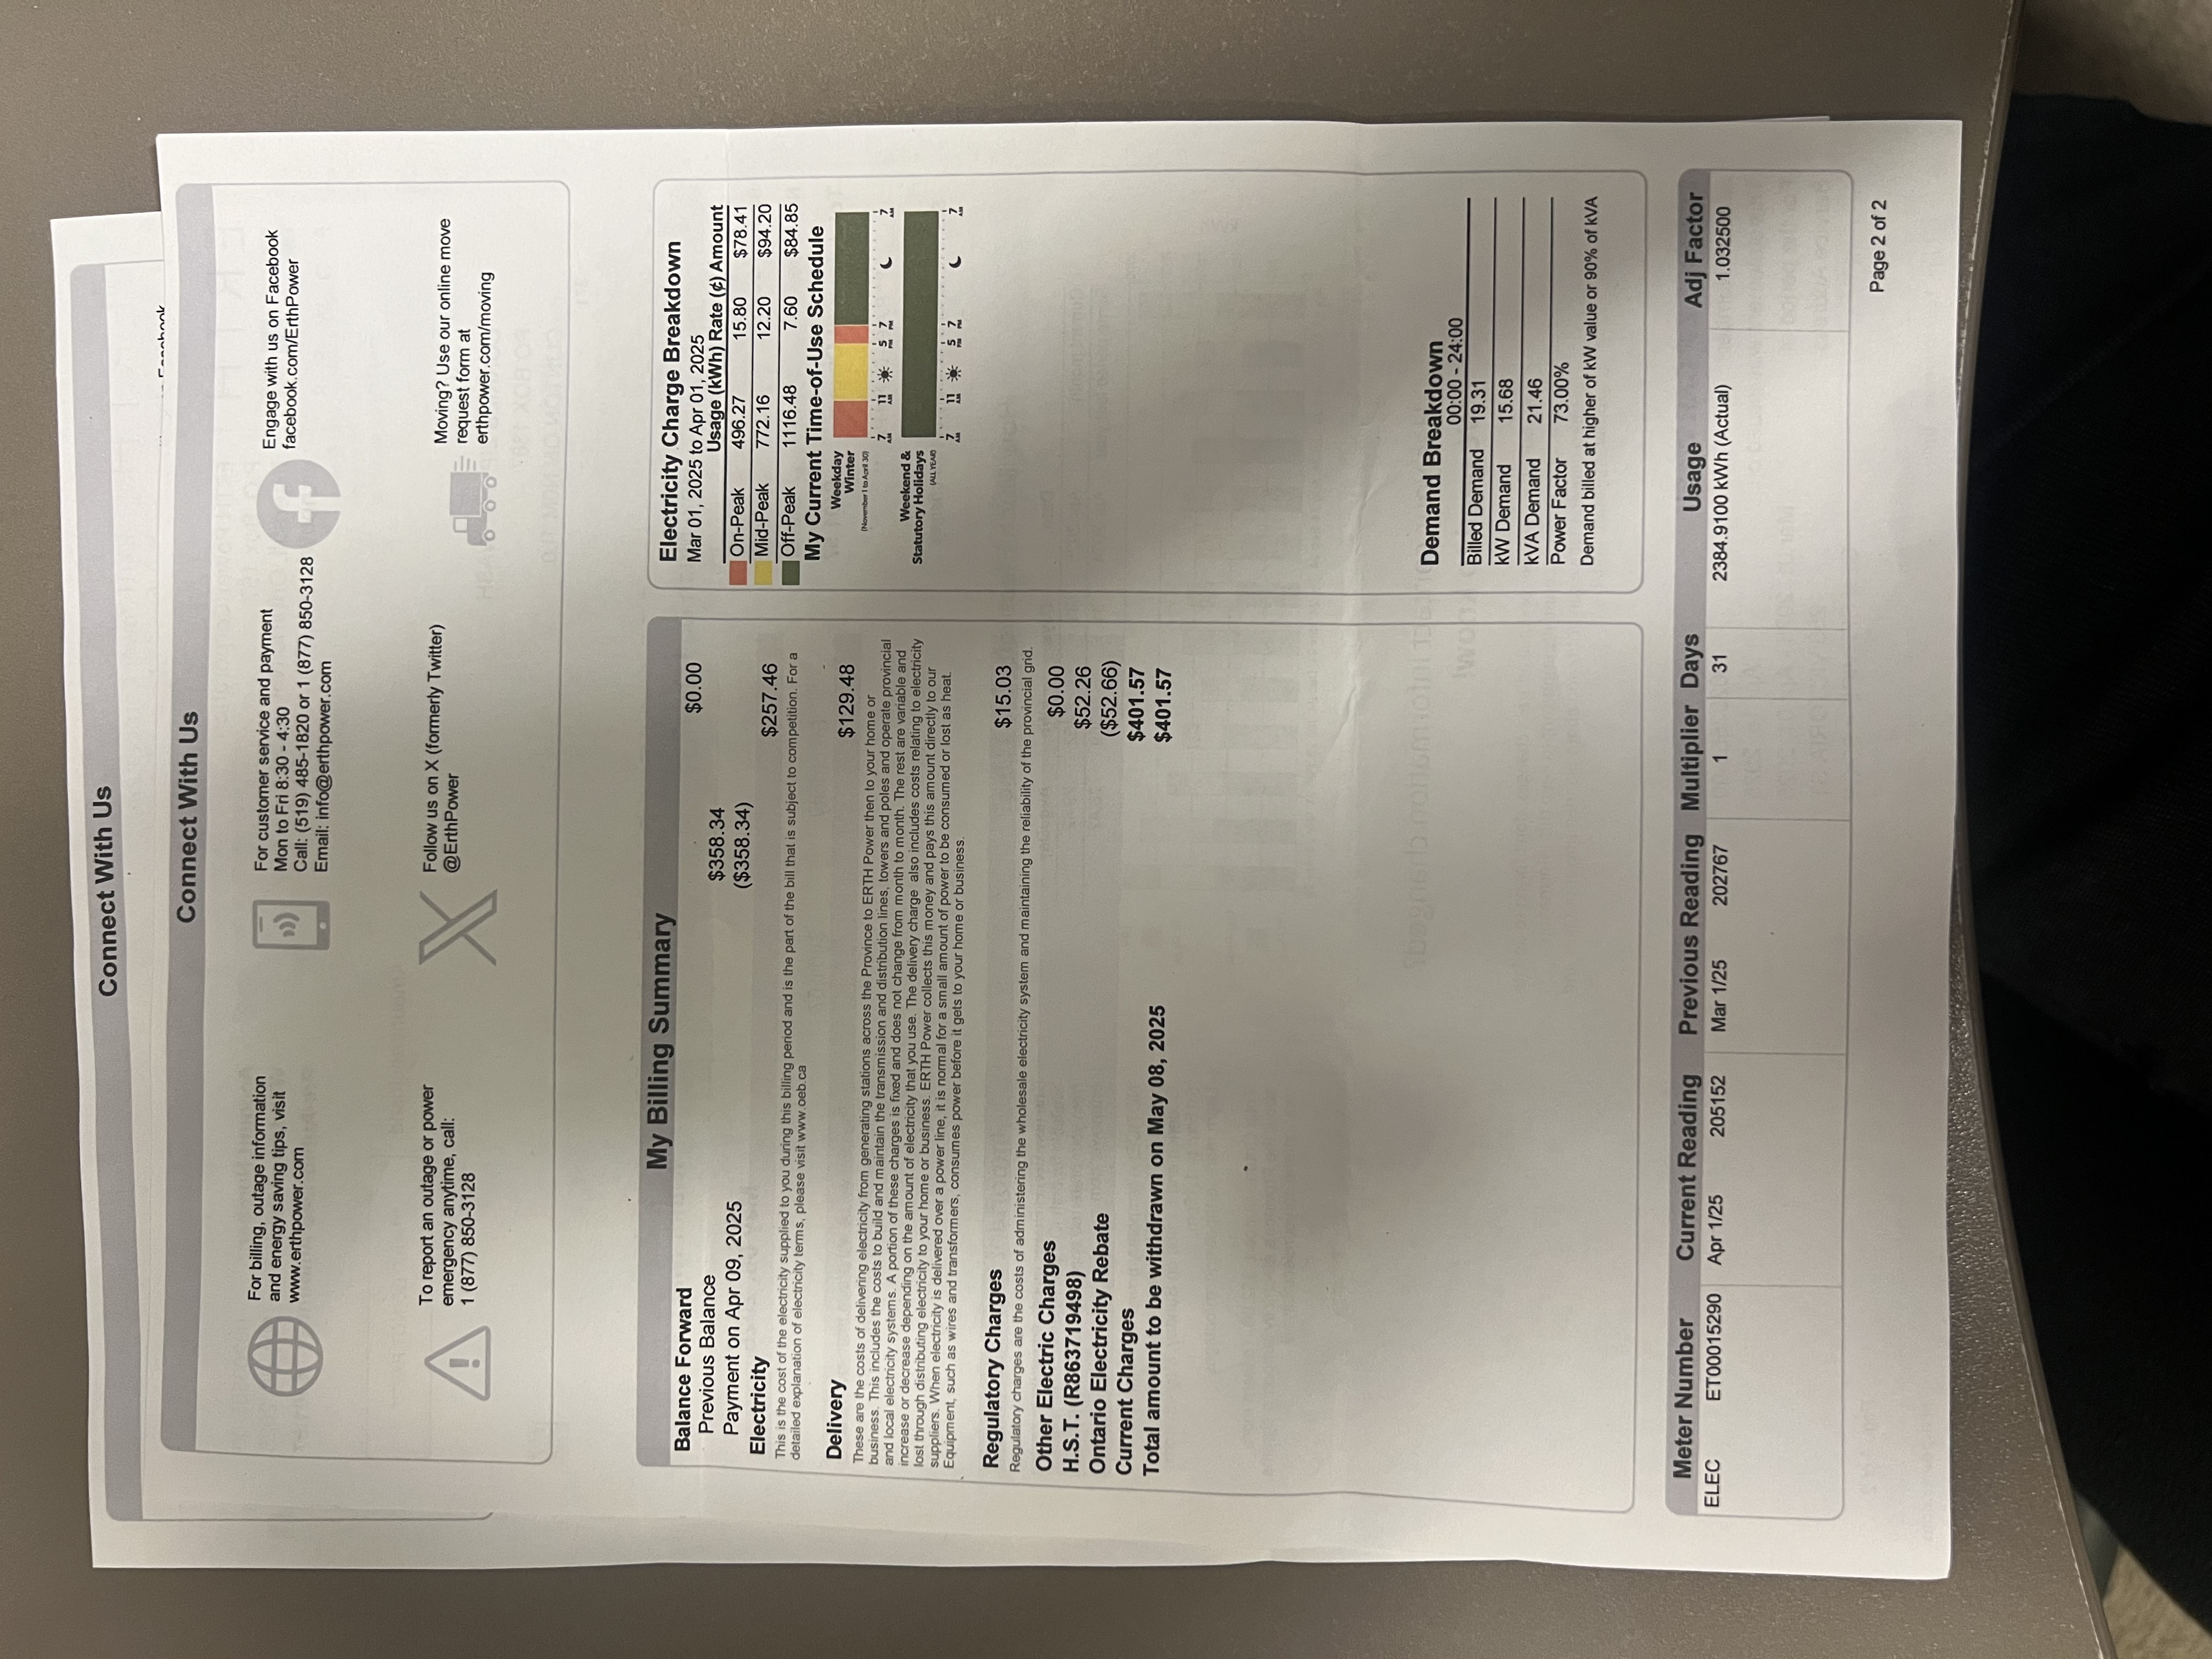 Connect With Us
Facebook
Connect With Us
For billing, outage information
and energy saving tips, visit
www.erthpower.com
For customer service and payment
Mon to Fri 8:30 - 4:30
Call: (519) 485-1820 or 1 (877) 850-3128
Email: info@erthpower.com
Engage with us on Facebook
facebook.com/ErthPower
To report an outage or power
emergency anytime, call:
1 (877) 850-3128
Follow us on X (formerly Twitter)
@ErthPower
Moving? Use our online move
request form at
erthpower.com/moving
My Billing Summary
Balance Forward $0.00
Previous Balance $358.34
Payment on Apr 09, 2025 ($358.34)
Electricity $257.46
This is the cost of the electricity supplied to you during this billing period and is the part of the bill that is subject to competition. For a
detailed explanation of electricity terms, please visit www.oeb.ca
Delivery $129.48
These are the costs of delivering electricity from generating stations across the Province to ERTH Power then to your home or
business. This includes the costs to build and maintain the transmission and distribution lines, towers and poles and operate provincial
and local electricity systems. A portion of these charges is fixed and does not change from month to month. The rest are variable and
increase or decrease depending on the amount of electricity that you use. The delivery charge also includes costs relating to electricity
lost through distributing electricity to your home or business. ERTH Power collects this money and pays this amount directly to our
suppliers. When electricity is delivered over a power line, it is normal for a small amount of power to be consumed or lost as heat.
Equipment, such as wires and transformers, consumes power before it gets to your home or business.
Regulatory Charges $15.03
Regulatory charges are the costs of administering the wholesale electricity system and maintaining the reliability of the provincial grid.
Other Electric Charges $0.00
H.S.T. (R863719498) $52.26
Ontario Electricity Rebate ($52.66)
Current Charges $401.57
Total amount to be withdrawn on May 08, 2025 $401.57
Electricity Charge Breakdown
Mar 01, 2025 to Apr 01, 2025
Usage (kWh) Rate (¢) Amount
On-Peak 496.27 15.80 $78.41
Mid-Peak 772.16 12.20 $94.20
Off-Peak 1116.48 7.60 $84.85
My Current Time-of-Use Schedule
Weekday
Winter
(November 1 to April 30)
7 AM 11 AM 5 PM 7 PM 7 AM
Weekend &
Statutory Holidays
(ALL YEAR)
7 AM 11 AM 5 PM 7 PM 7 AM
Demand Breakdown
00:00 - 24:00
Billed Demand 19.31
kW Demand 15.68
kVA Demand 21.46
Power Factor 73.00%
Demand billed at higher of kW value or 90% of kVA
Meter Number Current Reading Previous Reading Multiplier Days Usage Adj Factor
ELEC ET00015290 Apr 1/25 205152 Mar 1/25 202767 1 31 2384.9100 kWh (Actual) 1.032500
Page 2 of 2